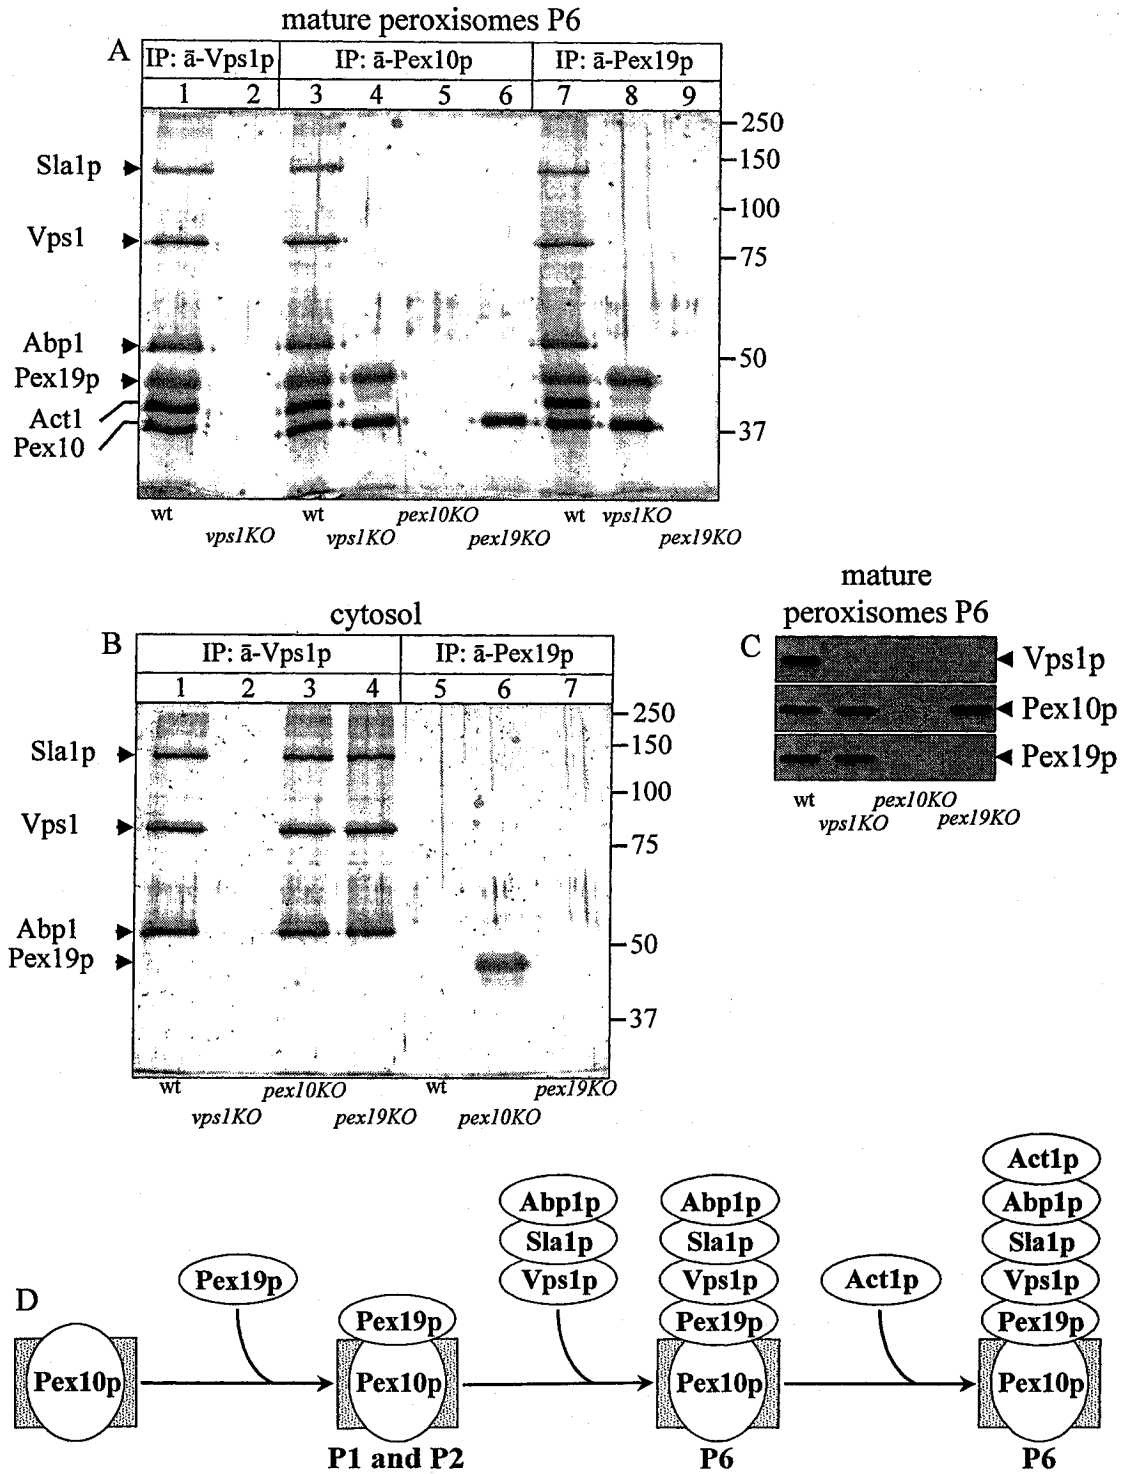 mature peroxisomes P6
A
IP: ā-Vps1p IP: ā-Pex10p IP: ā-Pex19p
1 2 3 4 5 6 7 8 9
250
Sla1p
150
100
Vps1
75
Abp1
50
Pex19p
Act1
37
Pex10
wt vps1KO wt vps1KO pex10KO pex19KO wt vps1KO pex19KO
cytosol
B
IP: ā-Vps1p IP: ā-Pex19p
1 2 3 4 5 6 7
250
Sla1p
150
100
Vps1
75
Abp1
50
Pex19p
37
wt vps1KO pex10KO pex19KO wt pex10KO pex19KO
mature
peroxisomes P6
C
Vps1p
Pex10p
Pex19p
wt vps1KO pex10KO pex19KO
D
Pex10p
Pex19p
Pex19p
Pex10p
P1 and P2
Abp1p
Sla1p
Vps1p
Abp1p
Sla1p
Vps1p
Pex19p
Pex10p
P6
Act1p
Act1p
Abp1p
Sla1p
Vps1p
Pex19p
Pex10p
P6